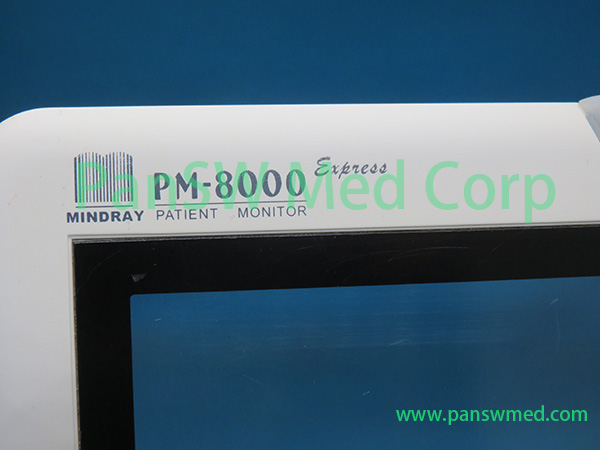 PanSW Med Corp
PM-8000 Express
MINDRAY PATIENT MONITOR
www.panswmed.com